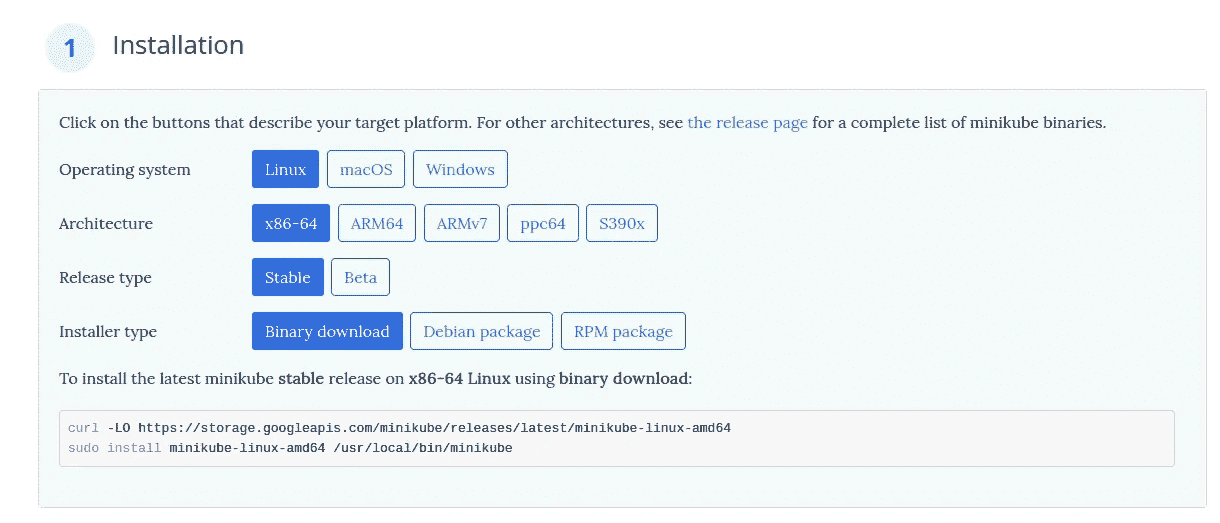 1 Installation
Click on the buttons that describe your target platform. For other architectures, see the release page for a complete list of minikube binaries.
Operating system Linux macOS Windows
Architecture x86-64 ARM64 ARMv7 ppc64 S390x
Release type Stable Beta
Installer type Binary download Debian package RPM package
To install the latest minikube stable release on x86-64 Linux using binary download:
curl -LO https://storage.googleapis.com/minikube/releases/latest/minikube-linux-amd64
sudo install minikube-linux-amd64 /usr/local/bin/minikube